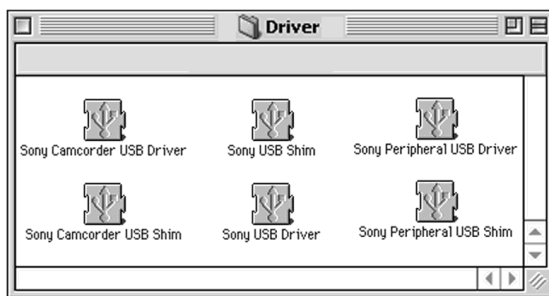 Driver
Sony Camcorder USB Driver
Sony USB Shim
Sony Peripheral USB Driver
Sony Camcorder USB Shim
Sony USB Driver
Sony Peripheral USB Shim